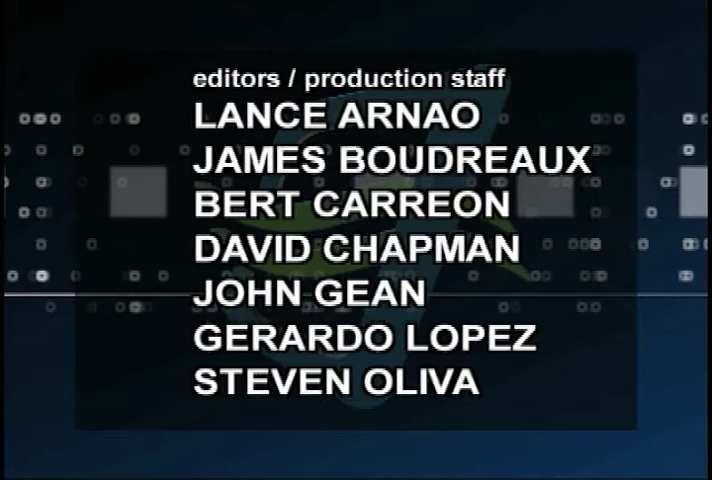 editors / production staff
LANCE ARNAO
JAMES BOUDREAUX
BERT CARREON
DAVID CHAPMAN
JOHN GEAN
GERARDO LOPEZ
STEVEN OLIVA